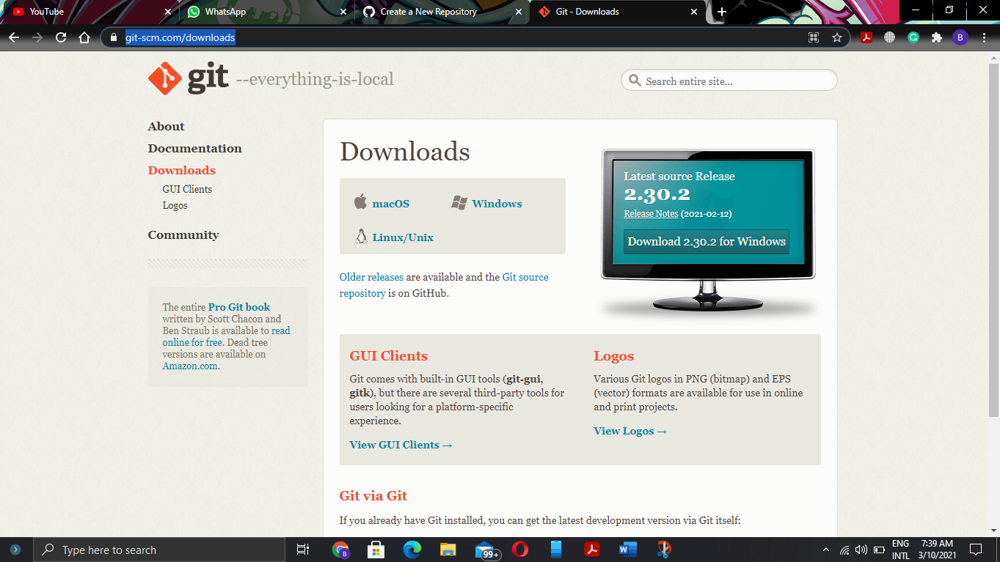 YouTube
WhatsApp
Create a New Repository
Git - Downloads
git-scm.com/downloads
B
git --everything-is-local
Search entire site...
About
Documentation
Downloads
GUI Clients
Logos
Community
The entire Pro Git book
written by Scott Chacon and
Ben Straub is available to read
online for free. Dead tree
versions are available on
Amazon.com.
Downloads
macOS
Windows
Linux/Unix
Older releases are available and the Git source
repository is on GitHub.
Latest source Release
2.30.2
Release Notes (2021-02-12)
Download 2.30.2 for Windows
GUI Clients
Git comes with built-in GUI tools (git-gui,
gitk), but there are several third-party tools for
users looking for a platform-specific
experience.
View GUI Clients →
Logos
Various Git logos in PNG (bitmap) and EPS
(vector) formats are available for use in online
and print projects.
View Logos →
Git via Git
If you already have Git installed, you can get the latest development version via Git itself:
Type here to search
B
99+
W
ENG
INTL
7:39 AM
3/10/2021